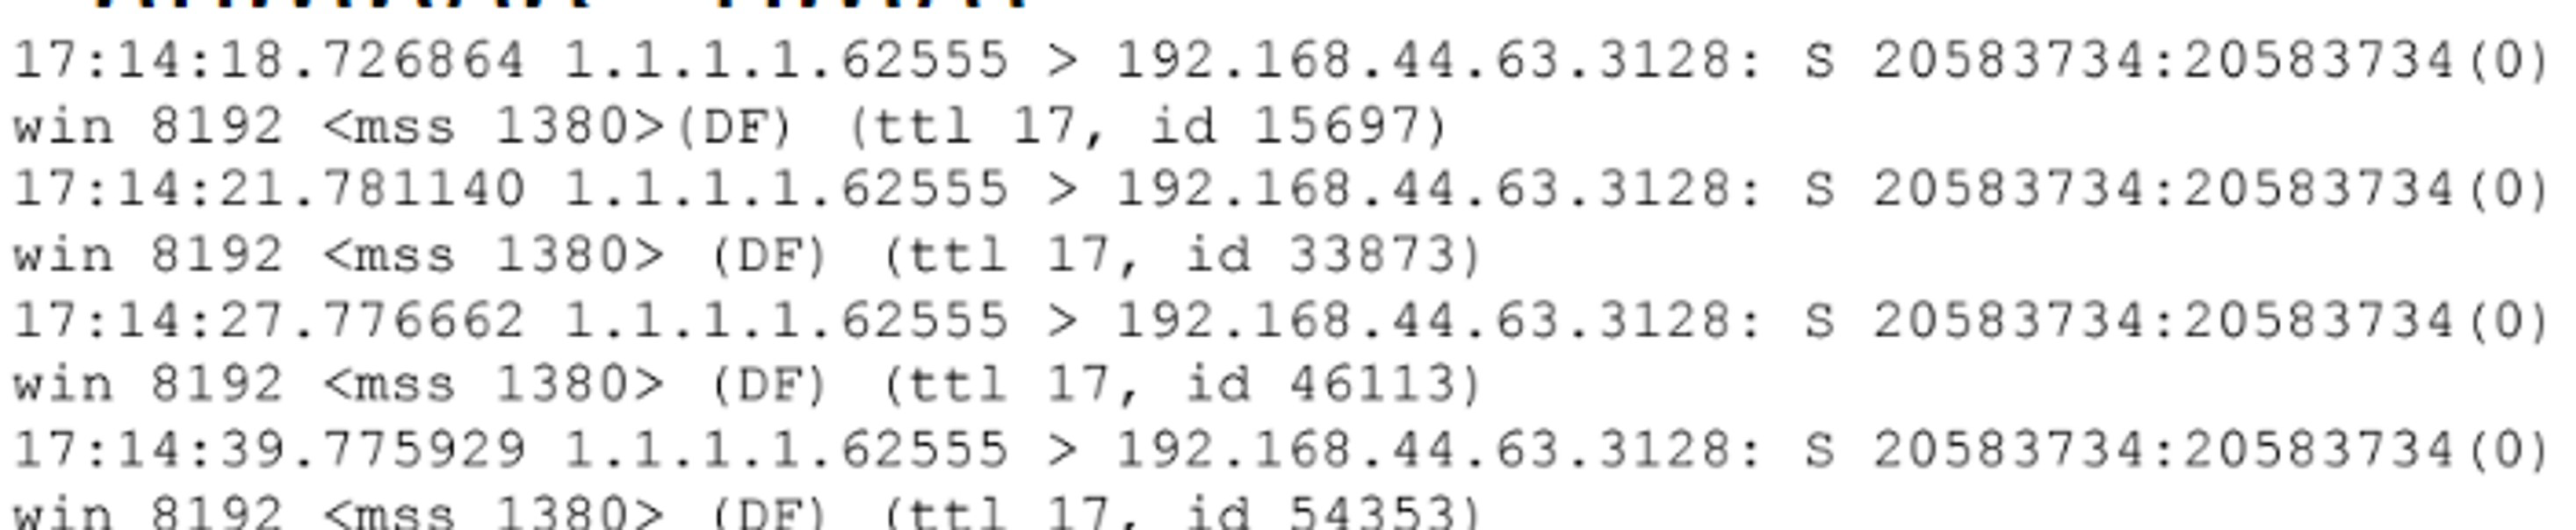 17:14:18.726864 1.1.1.1.62555 > 192.168.44.63.3128: S 20583734:20583734(0)
win 8192 <mss 1380>(DF) (ttl 17, id 15697)
17:14:21.781140 1.1.1.1.62555 > 192.168.44.63.3128: S 20583734:20583734(0)
win 8192 <mss 1380> (DF) (ttl 17, id 33873)
17:14:27.776662 1.1.1.1.62555 > 192.168.44.63.3128: S 20583734:20583734(0)
win 8192 <mss 1380> (DF) (ttl 17, id 46113)
17:14:39.775929 1.1.1.1.62555 > 192.168.44.63.3128: S 20583734:20583734(0)
win 8192 <mss 1380> (DF) (ttl 17, id 54353)